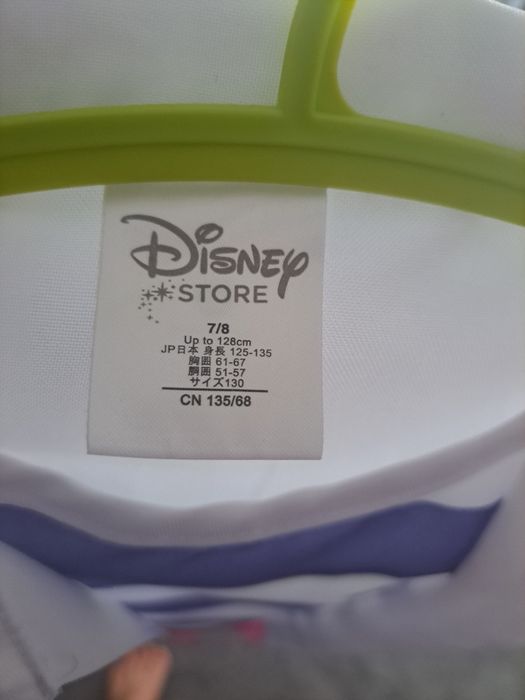 Disney
STORE
7/8
Up to 128cm
JP日本 身長 125-135
胸囲 61-67
胴囲 51-57
サイズ130
CN 135/68